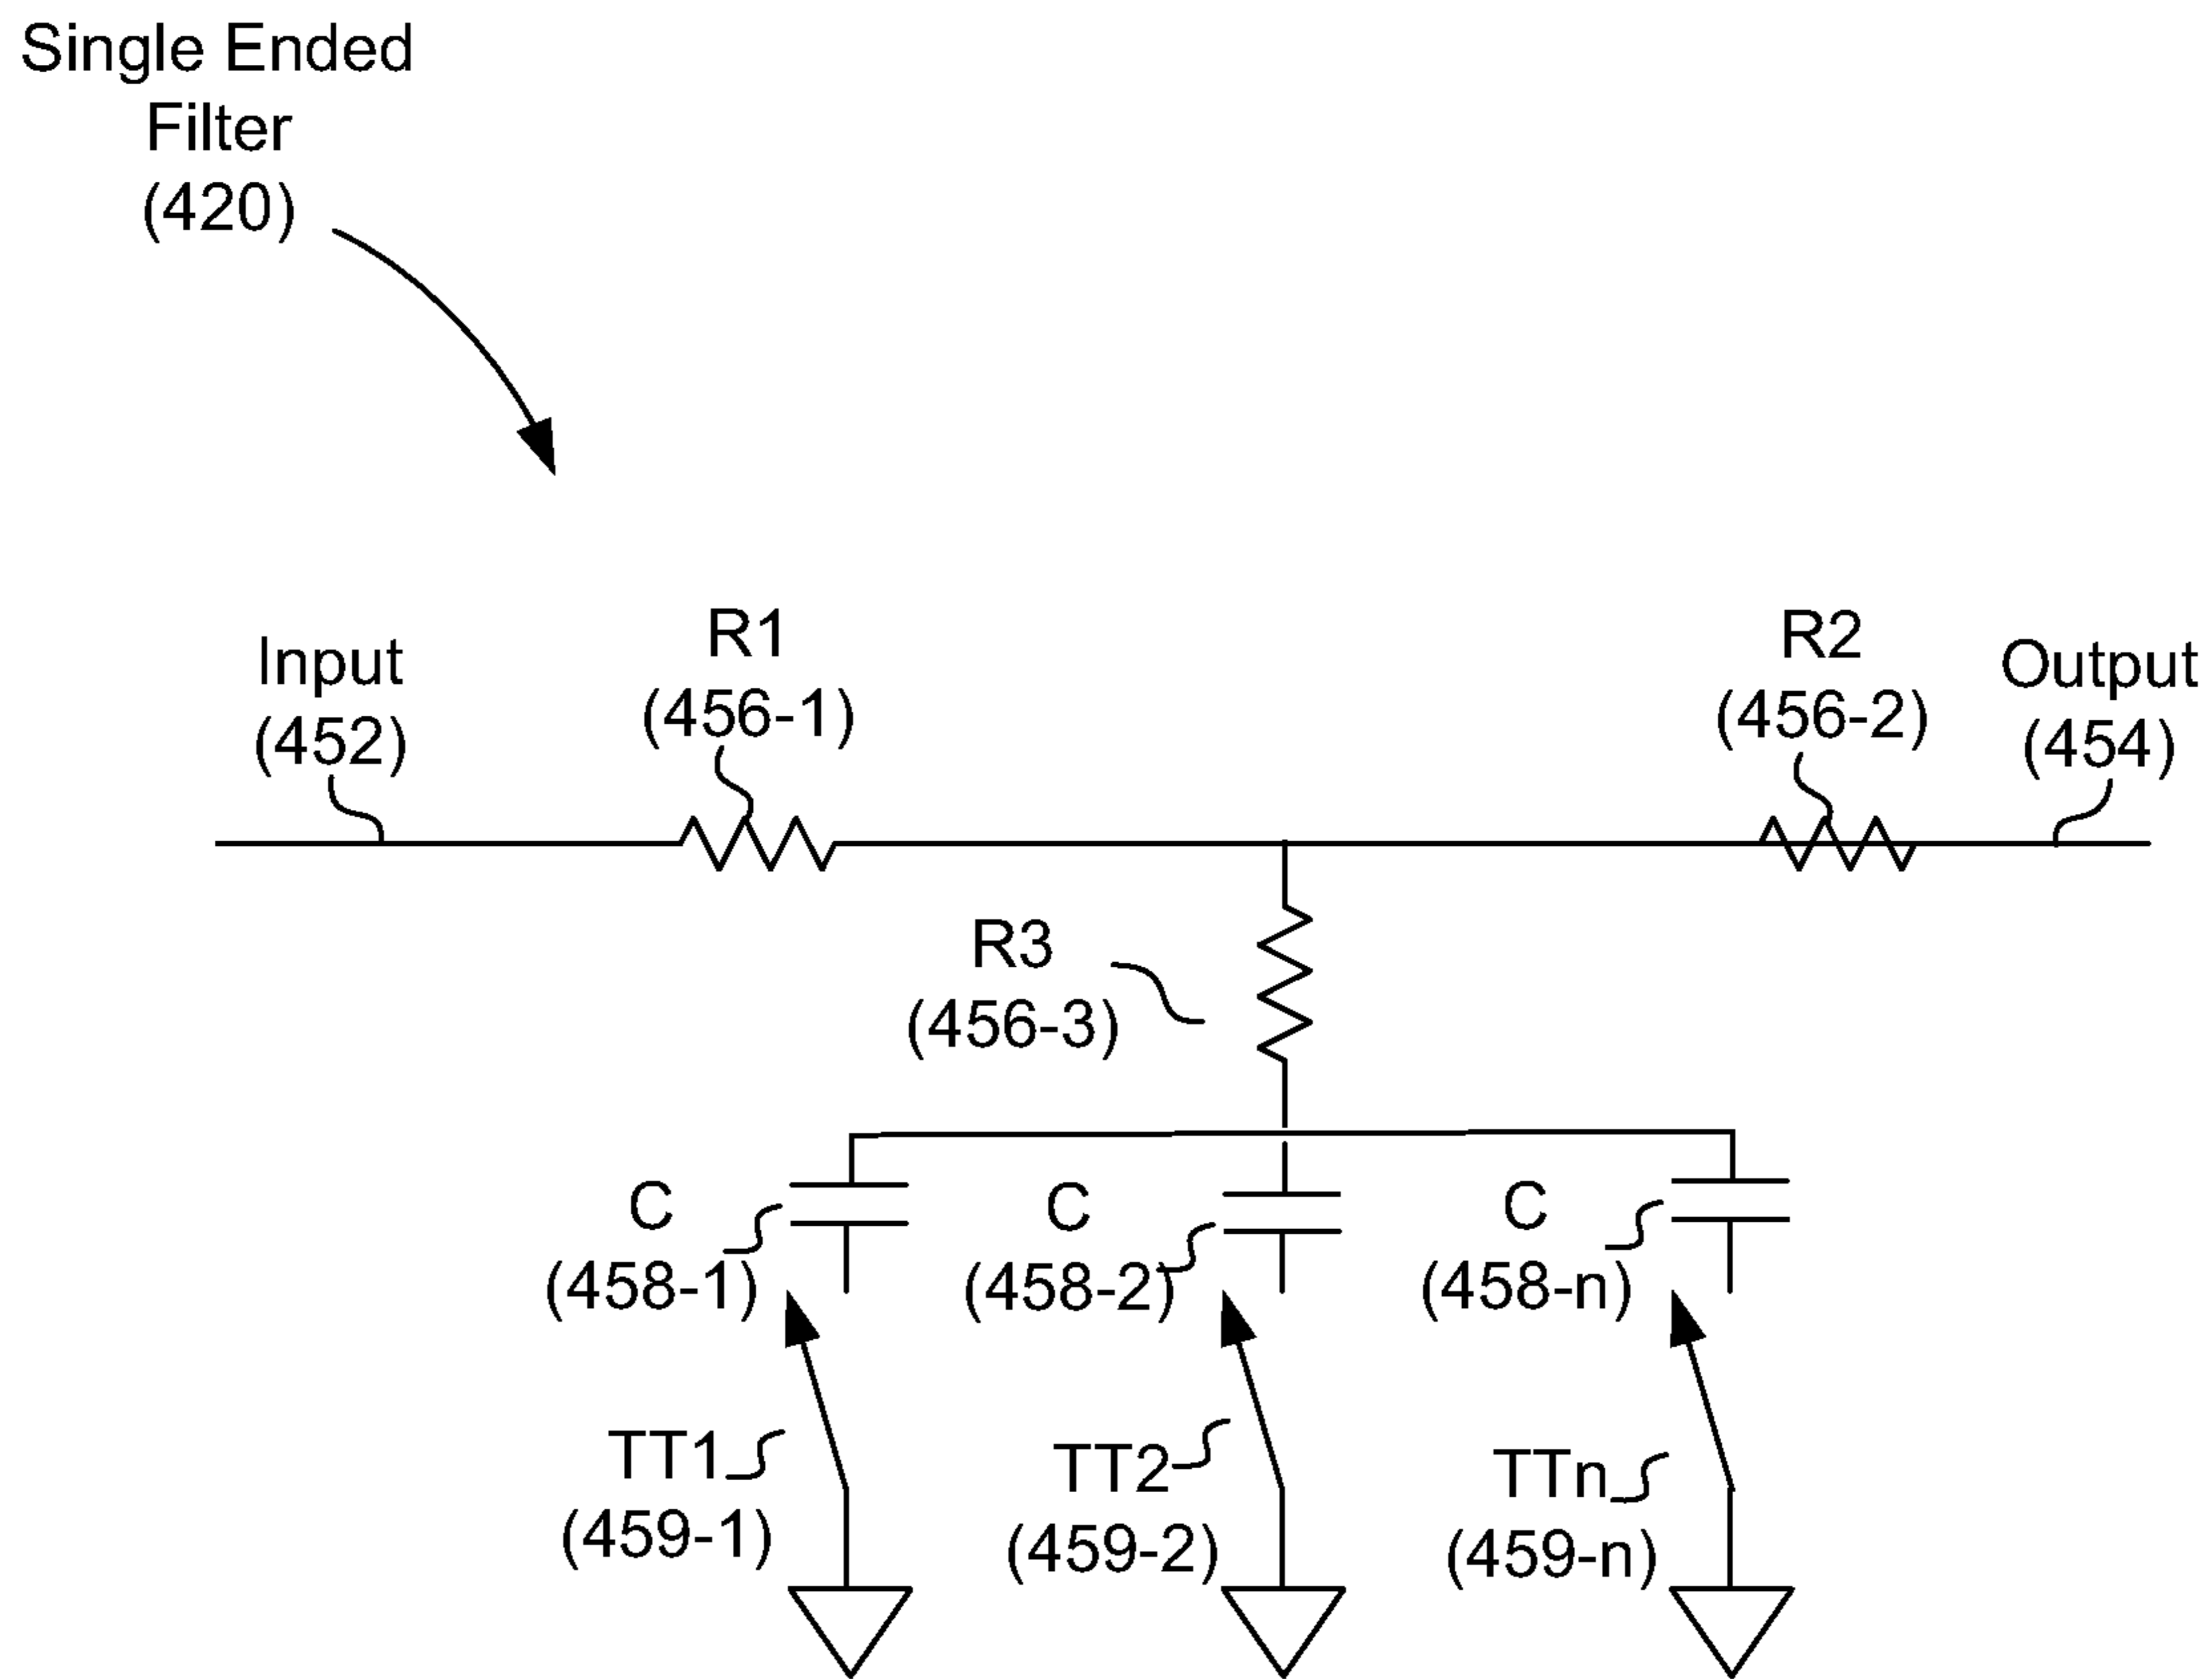 Single Ended
Filter
(420)
Input
(452)
R1
(456-1)
R2
(456-2)
Output
(454)
R3
(456-3)
C
(458-1)
C
(458-2)
C
(458-n)
TT1
(459-1)
TT2
(459-2)
TTn
(459-n)